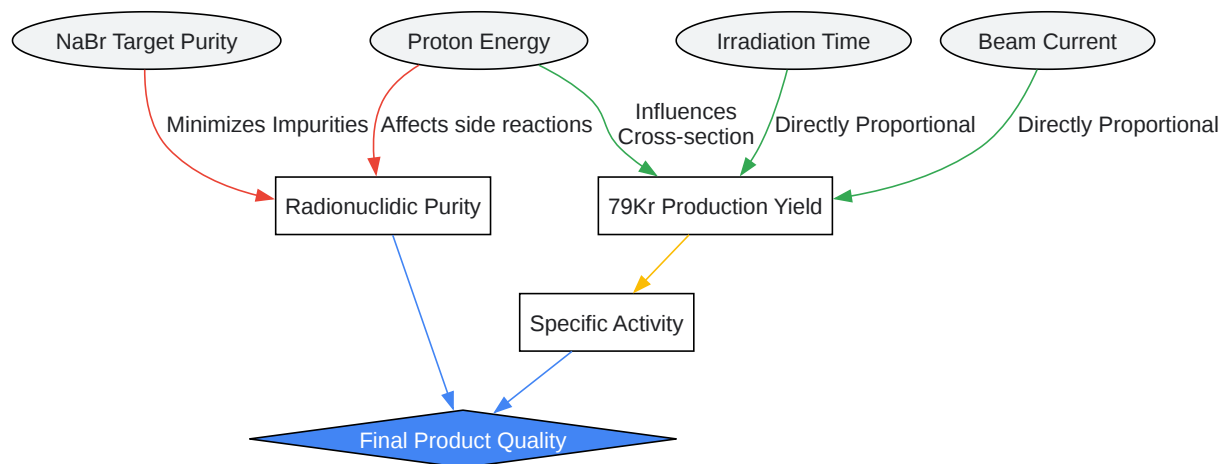 NaBr Target Purity
Proton Energy
Irradiation Time
Beam Current
Minimizes Impurities
Affects side reactions
Influences
Cross-section
Directly Proportional
Directly Proportional
Radionuclidic Purity
79Kr Production Yield
Specific Activity
Final Product Quality